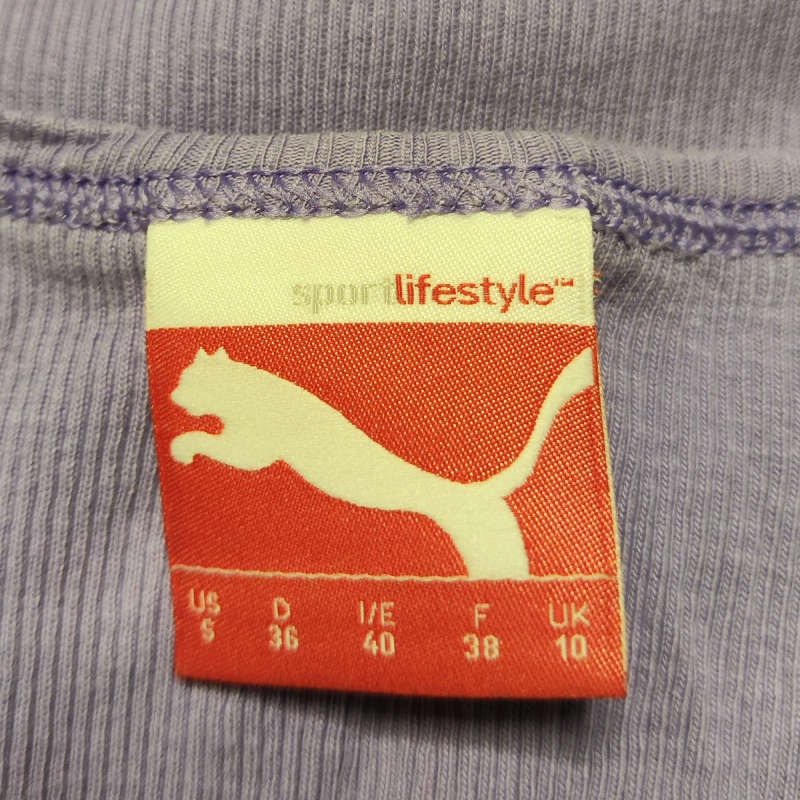 sportlifestyle™
US D I/E F UK
S 36 40 38 10